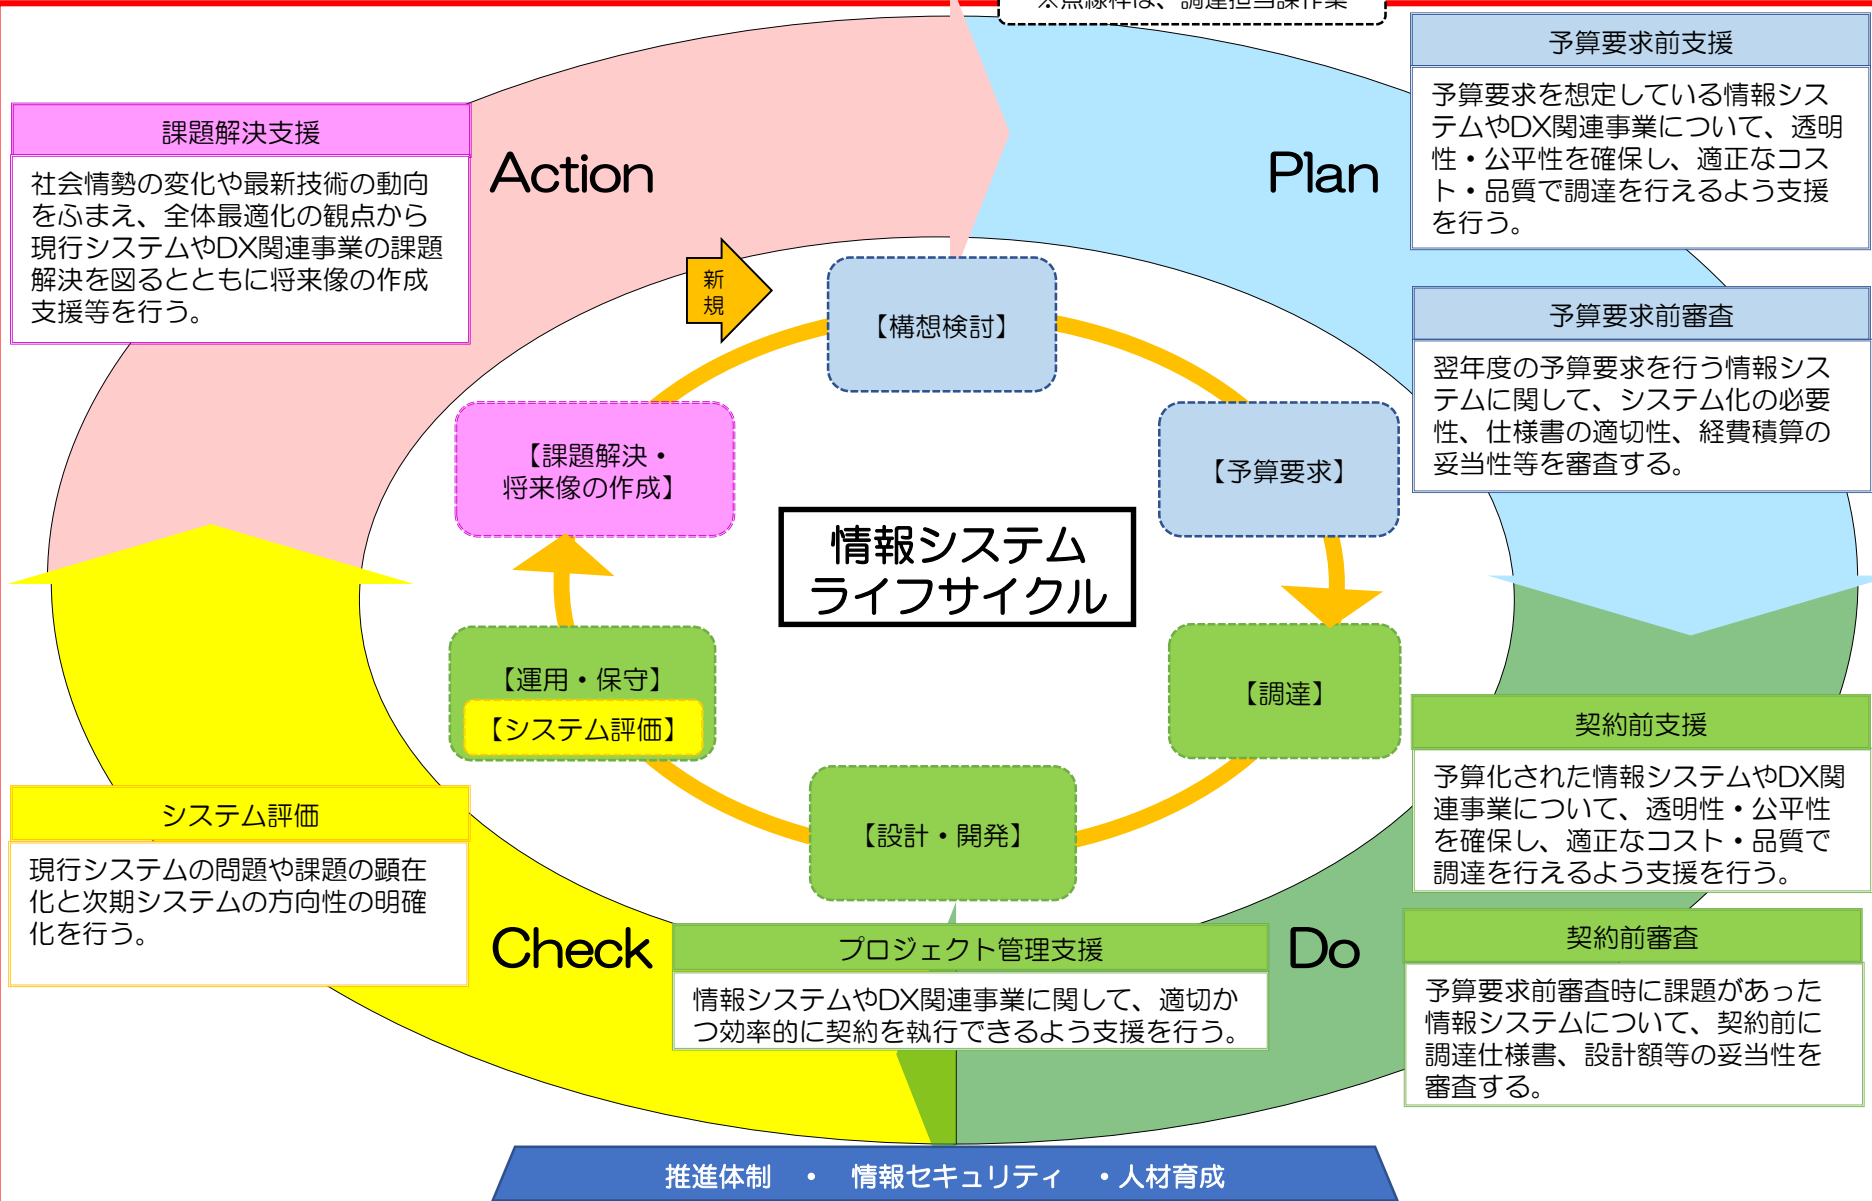 ※点線枠は、調達担当課作業
予算要求前支援
予算要求を想定している情報シス
テムやDX関連事業について、透明
性・公平性を確保し、適正なコス
ト・品質で調達を行えるよう支援
を行う。
課題解決支援
社会情勢の変化や最新技術の動向
をふまえ、全体最適化の観点から
現行システムやDX関連事業の課題
解決を図るとともに将来像の作成
支援等を行う。
Action
Plan
新
規
【構想検討】
予算要求前審査
翌年度の予算要求を行う情報シス
テムに関して、システム化の必要
性、仕様書の適切性、経費積算の
妥当性等を審査する。
【課題解決・
将来像の作成】
【予算要求】
情報システム
ライフサイクル
【運用・保守】
【システム評価】
【調達】
【設計・開発】
契約前支援
予算化された情報システムやDX関
連事業について、透明性・公平性
を確保し、適正なコスト・品質で
調達を行えるよう支援を行う。
システム評価
現行システムの問題や課題の顕在
化と次期システムの方向性の明確
化を行う。
Check
Do
プロジェクト管理支援
情報システムやDX関連事業に関して、適切か
つ効率的に契約を執行できるよう支援を行う。
契約前審査
予算要求前審査時に課題があった
情報システムについて、契約前に
調達仕様書、設計額等の妥当性を
審査する。
推進体制 ・ 情報セキュリティ ・人材育成